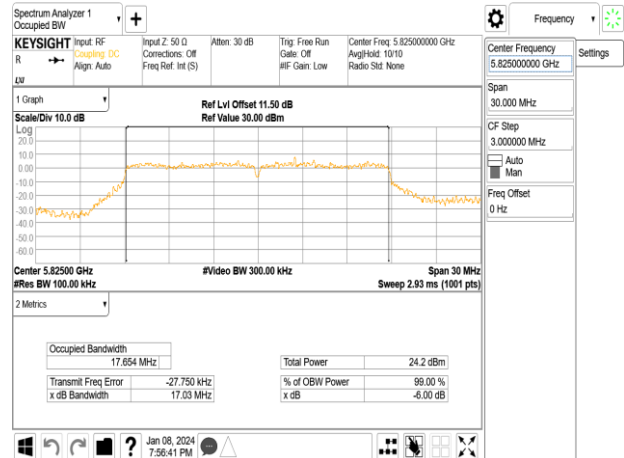 Spectrum Analyzer 1
Occupied BW
+
Frequency
KEYSIGHT
R
LXI
Input: RF
Coupling: DC
Align: Auto
Input Z: 50 Ω
Corrections: Off
Freq Ref: Int (S)
Atten: 30 dB
Trig: Free Run
Gate: Off
#IF Gain: Low
Center Freq: 5.825000000 GHz
Avg|Hold: 10/10
Radio Std: None
Center Frequency
5.825000000 GHz
Settings
Span
30.000 MHz
CF Step
3.000000 MHz
Auto
Man
Freq Offset
0 Hz
1 Graph
Scale/Div 10.0 dB
Ref Lvl Offset 11.50 dB
Ref Value 30.00 dBm
Log
20.0
10.0
0.00
-10.0
-20.0
-30.0
-40.0
-50.0
-60.0
Center 5.82500 GHz
#Video BW 300.00 kHz
Span 30 MHz
#Res BW 100.00 kHz
Sweep 2.93 ms (1001 pts)
2 Metrics
Occupied Bandwidth
17.654 MHz
Total Power 24.2 dBm
Transmit Freq Error -27.750 kHz
% of OBW Power 99.00 %
x dB Bandwidth 17.03 MHz
x dB -6.00 dB
?
Jan 08, 2024
7:56:41 PM